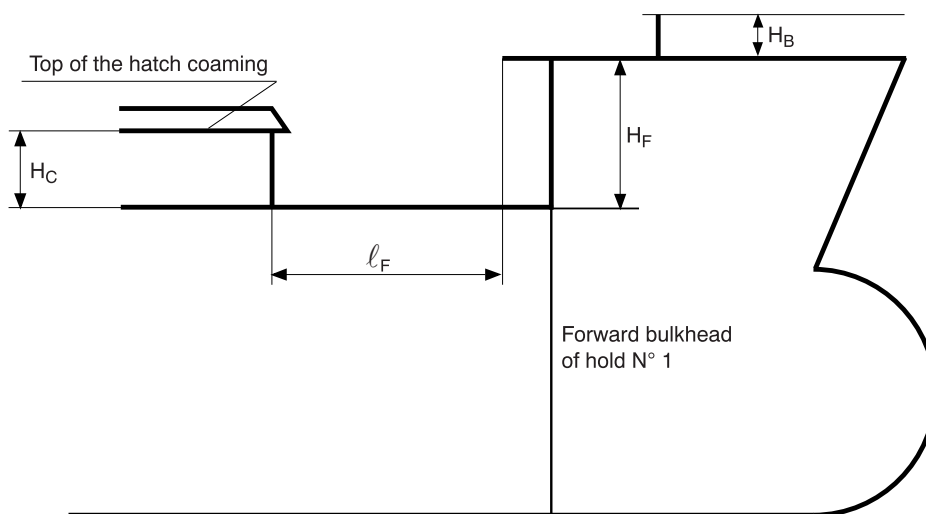 H_B
Top of the hatch coaming
H_F
H_C
ℓ_F
Forward bulkhead
of hold N° 1